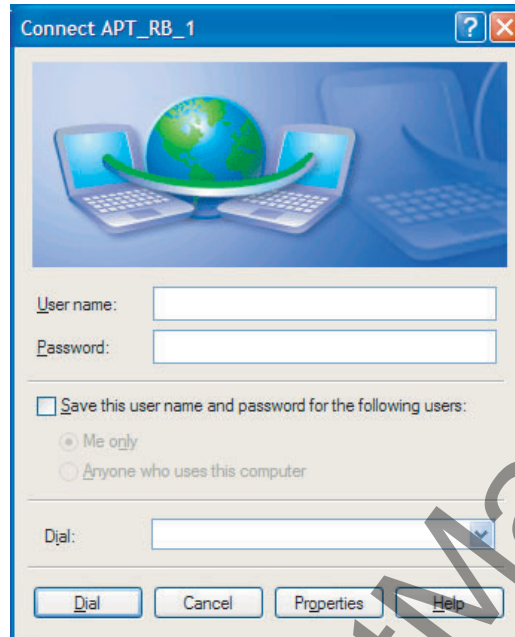 Connect APT_RB_1
User name:
Password:
Save this user name and password for the following users:
Me only
Anyone who uses this computer
Dial:
Dial Cancel Properties Help